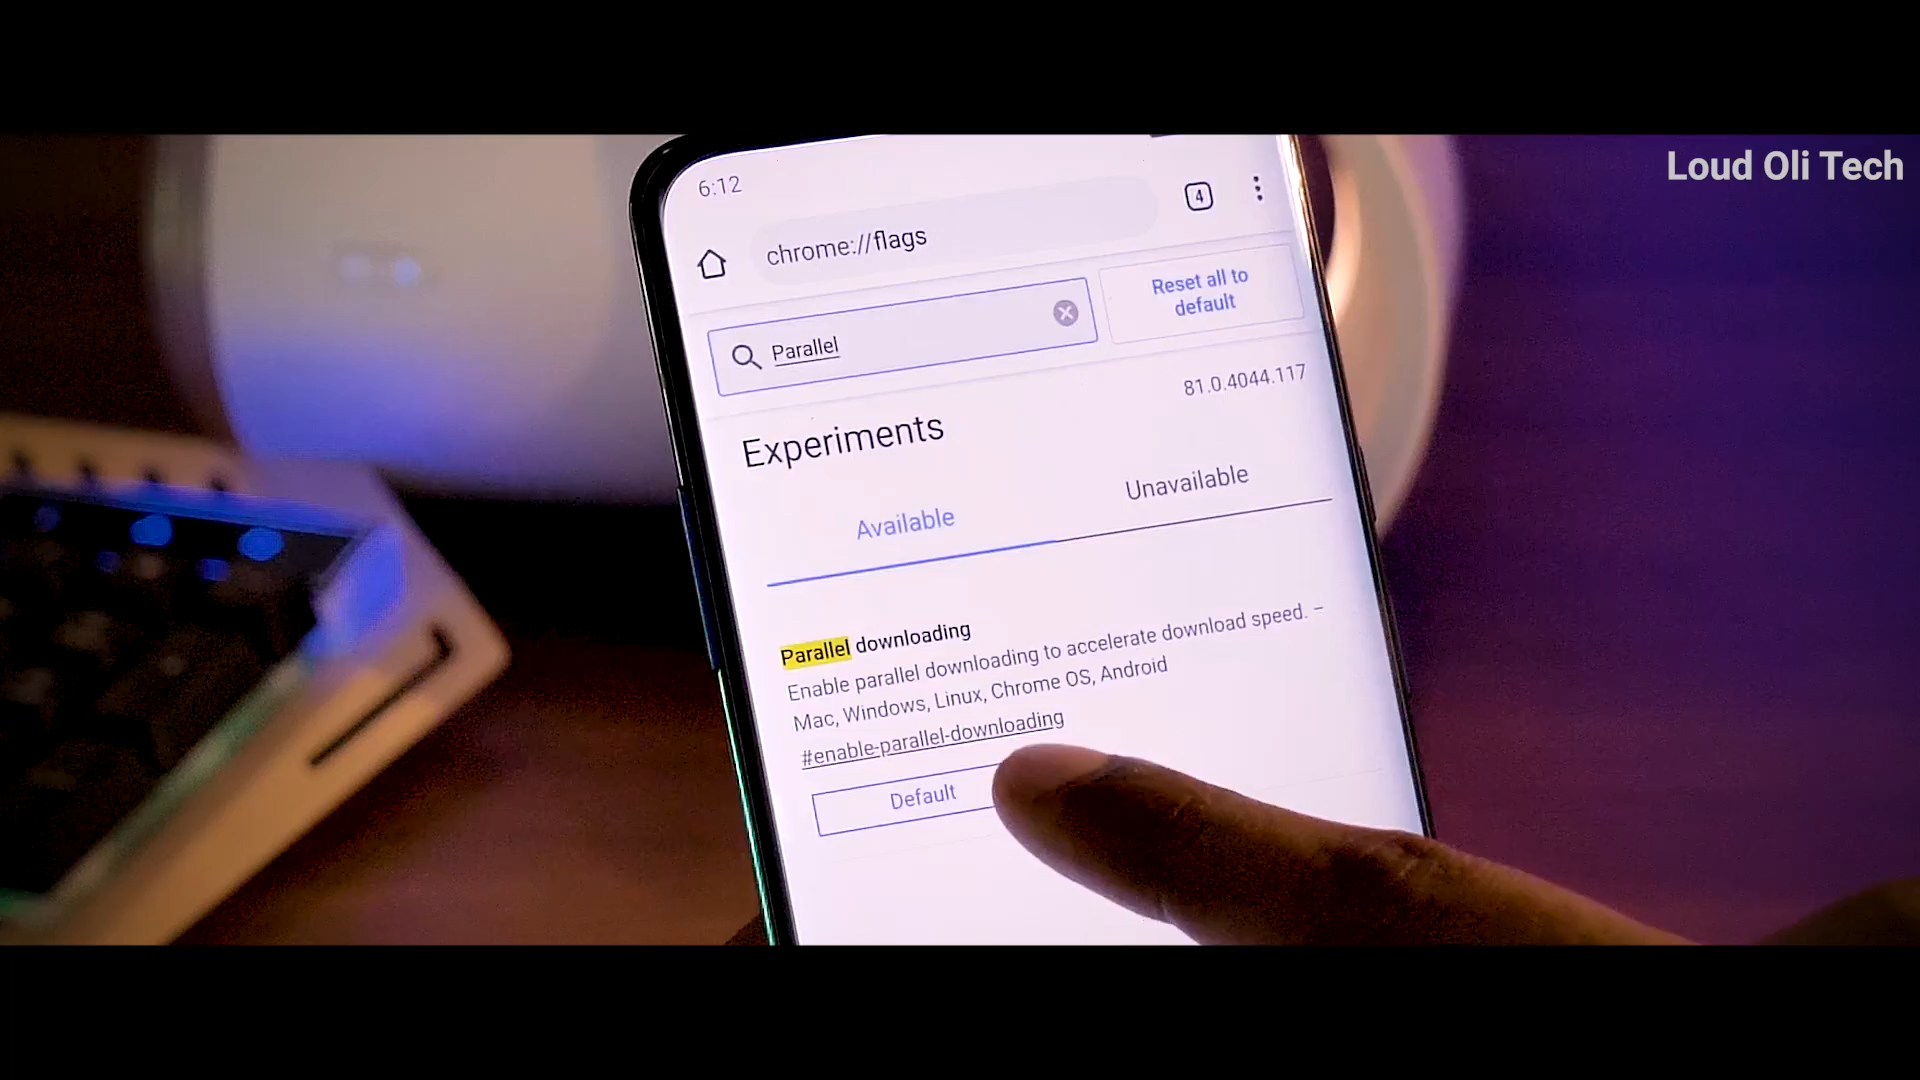 Loud Oli Tech
6:12
chrome://flags
4
Parallel
Reset all to
default
81.0.4044.117
Experiments
Available
Unavailable
Parallel downloading
Enable parallel downloading to accelerate download speed. –
Mac, Windows, Linux, Chrome OS, Android
#enable-parallel-downloading
Default